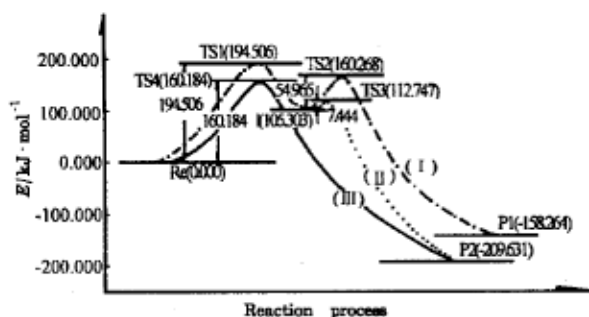 TS1(194.506)
200.000
TS2(160.268)
TS4(160.184)
54.965
TS3(112.747)
100.000
194.506
I(105.303)
7.444
160.184
0.000
Re(0.000)
(I)
(II)
(III)
-100.000
P1(-158.264)
P2(-209.631)
-200.000
E/kJ·mol⁻¹
Reaction process